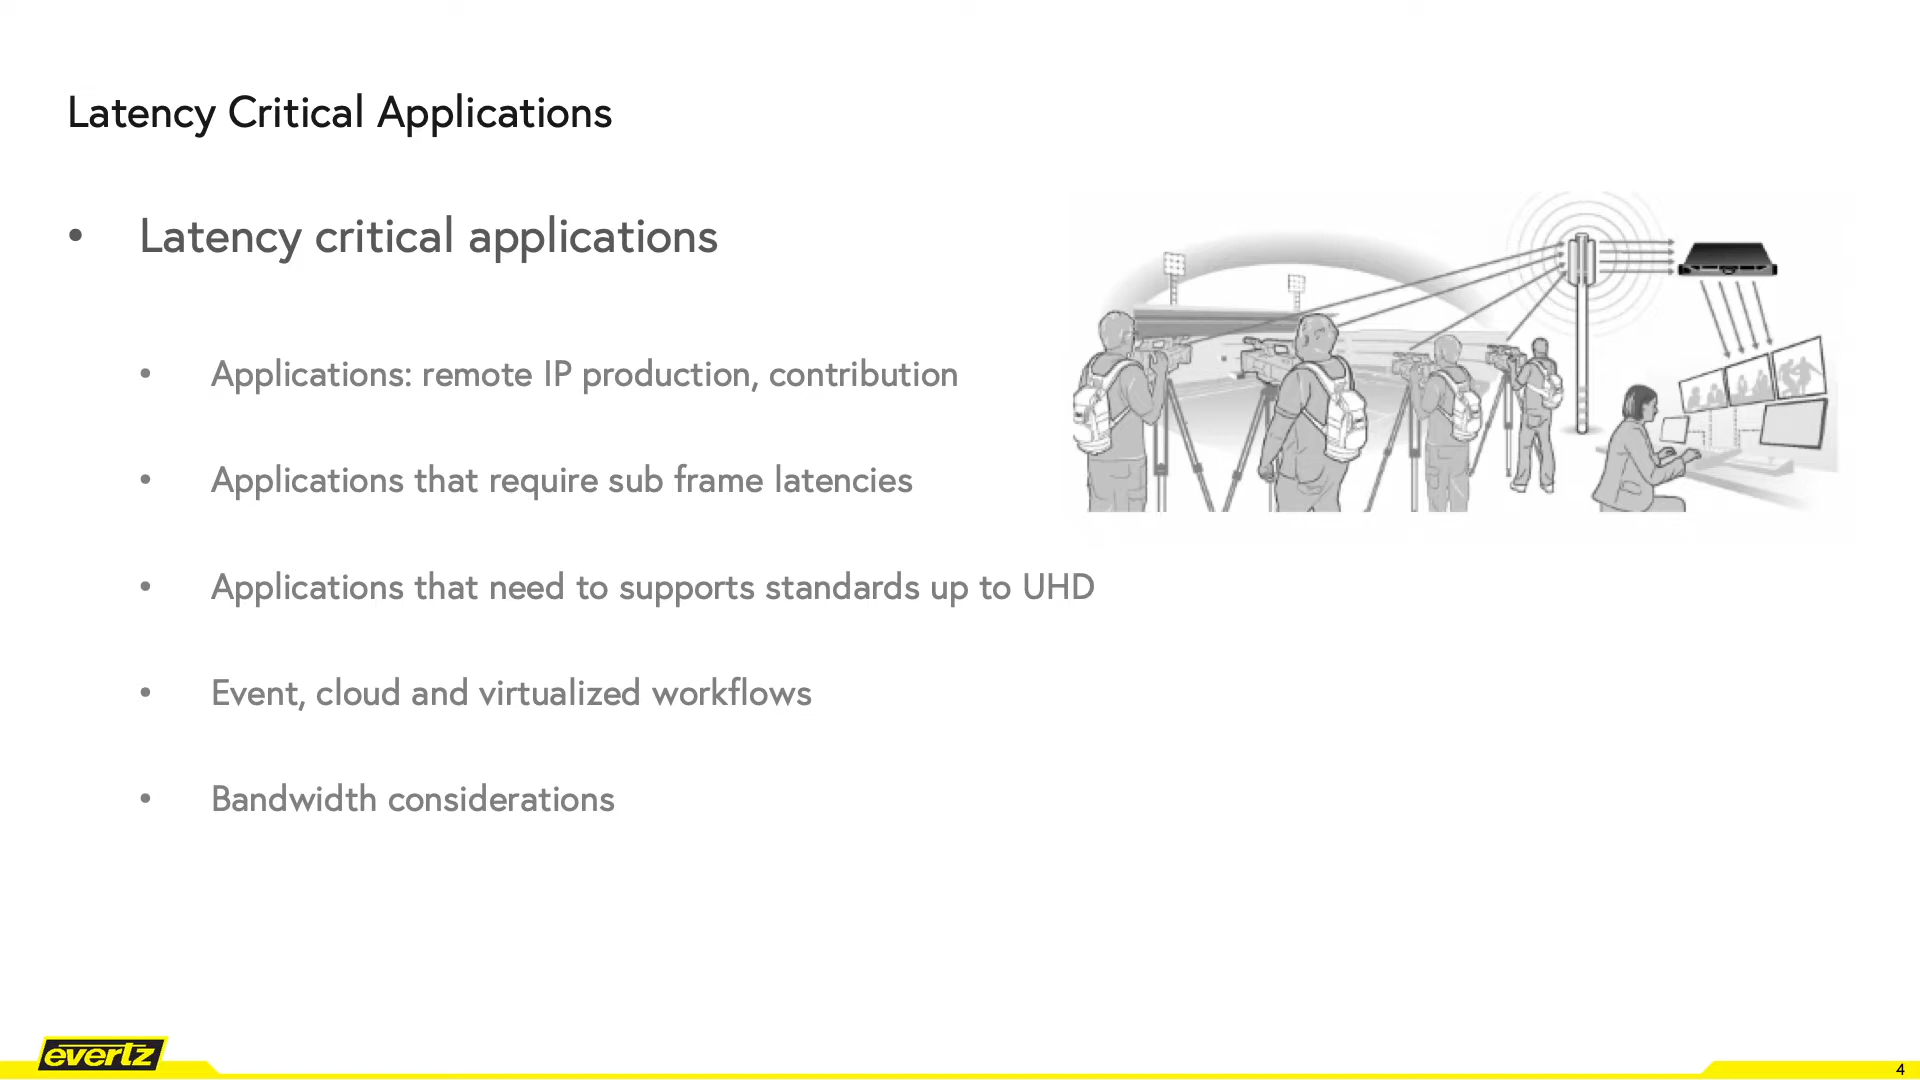 Latency Critical Applications
• Latency critical applications
• Applications: remote IP production, contribution
• Applications that require sub frame latencies
• Applications that need to supports standards up to UHD
• Event, cloud and virtualized workflows
• Bandwidth considerations
evertz
4